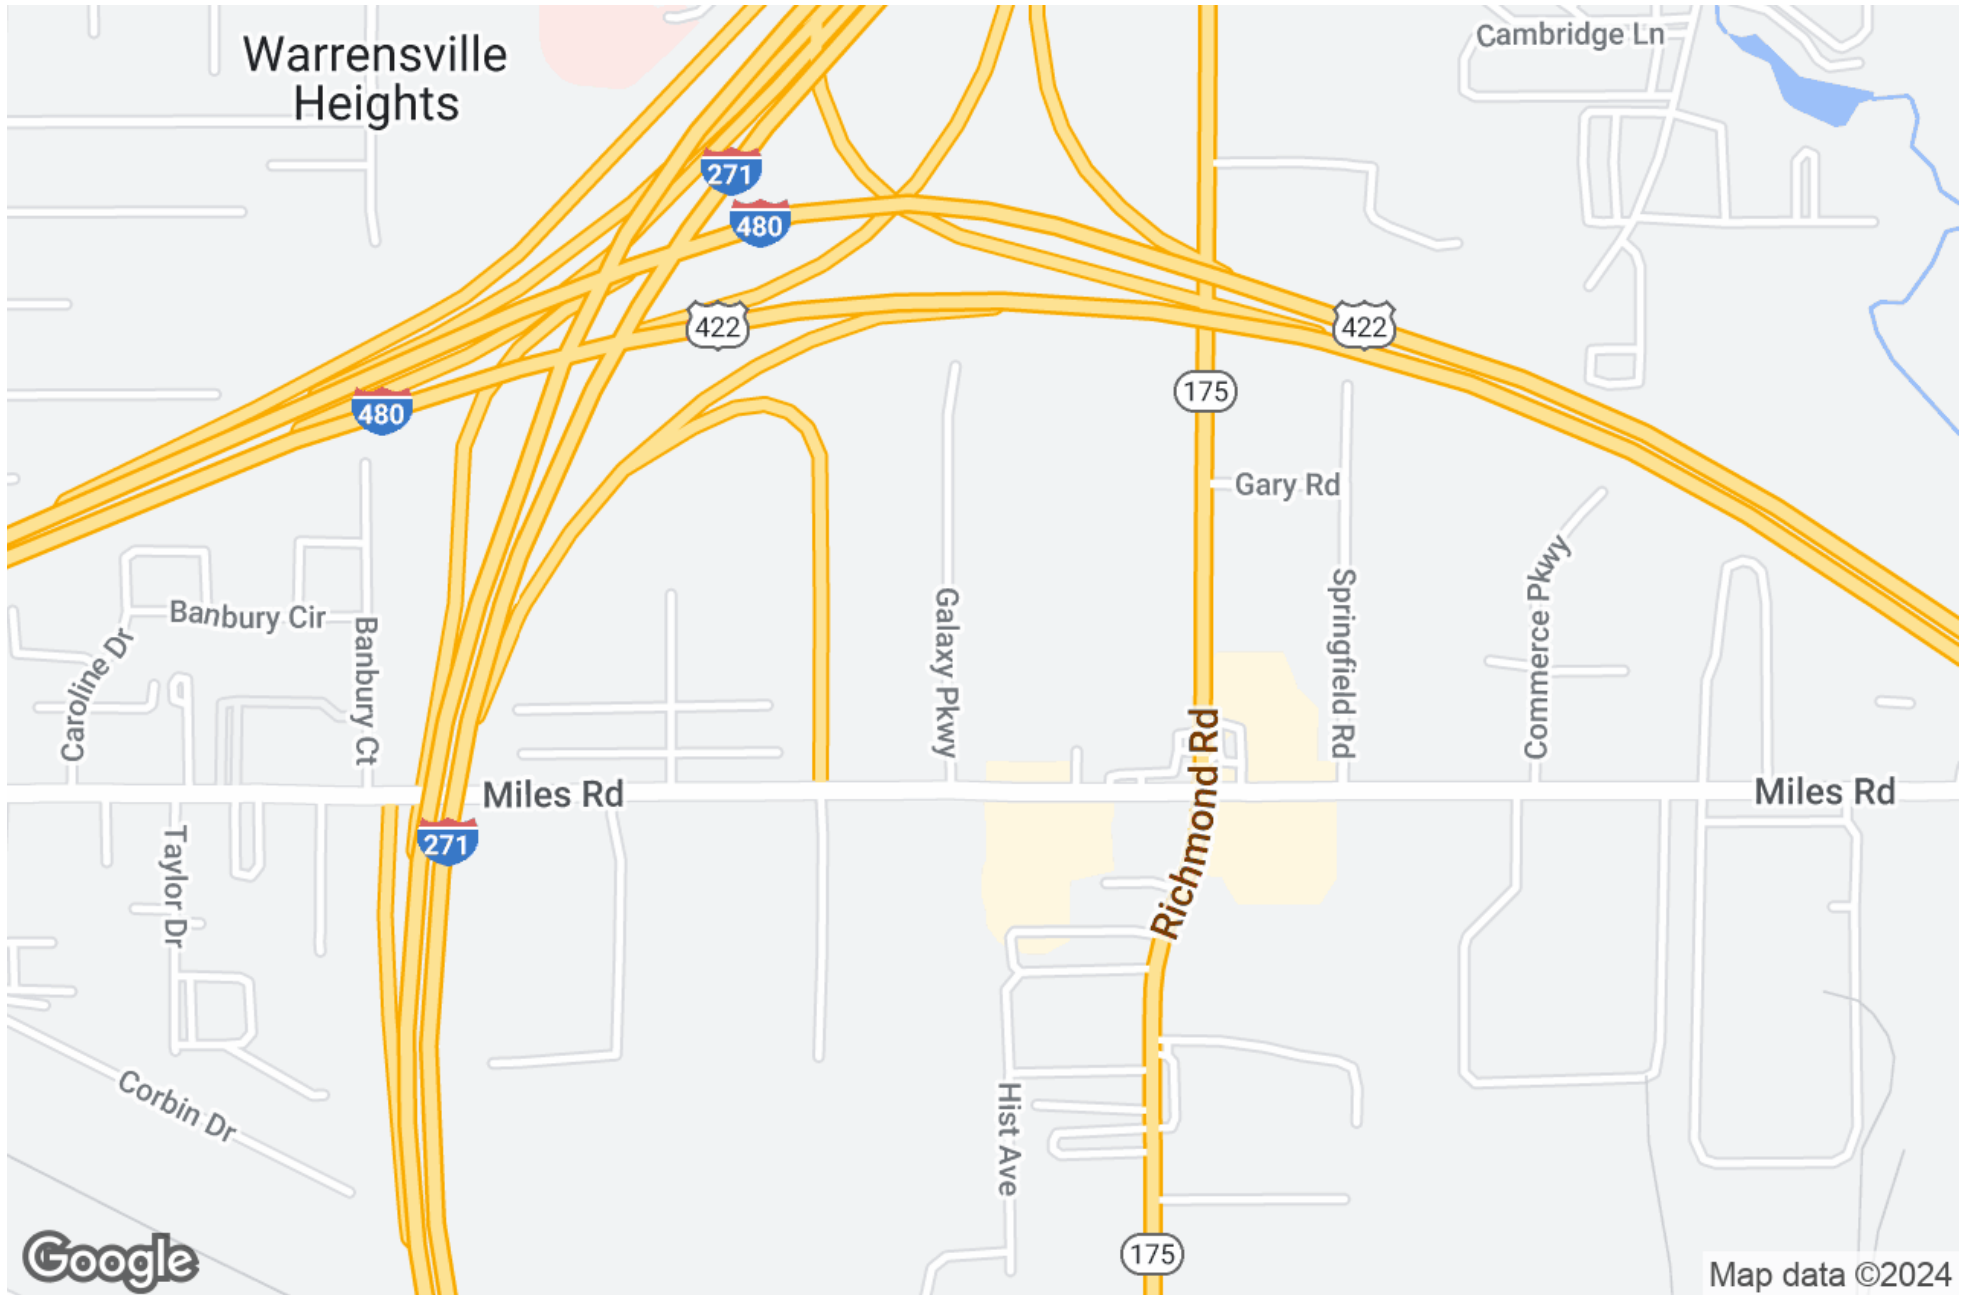 Cambridge Ln
Warrensville
Heights
271
480
422
422
175
480
Gary Rd
Banbury Cir
Caroline Dr
Banbury Ct
Galaxy Pkwy
Springfield Rd
Commerce Pkwy
Richmond Rd
Miles Rd
Miles Rd
271
Taylor Dr
Corbin Dr
Hist Ave
175
Google
Map data ©2024